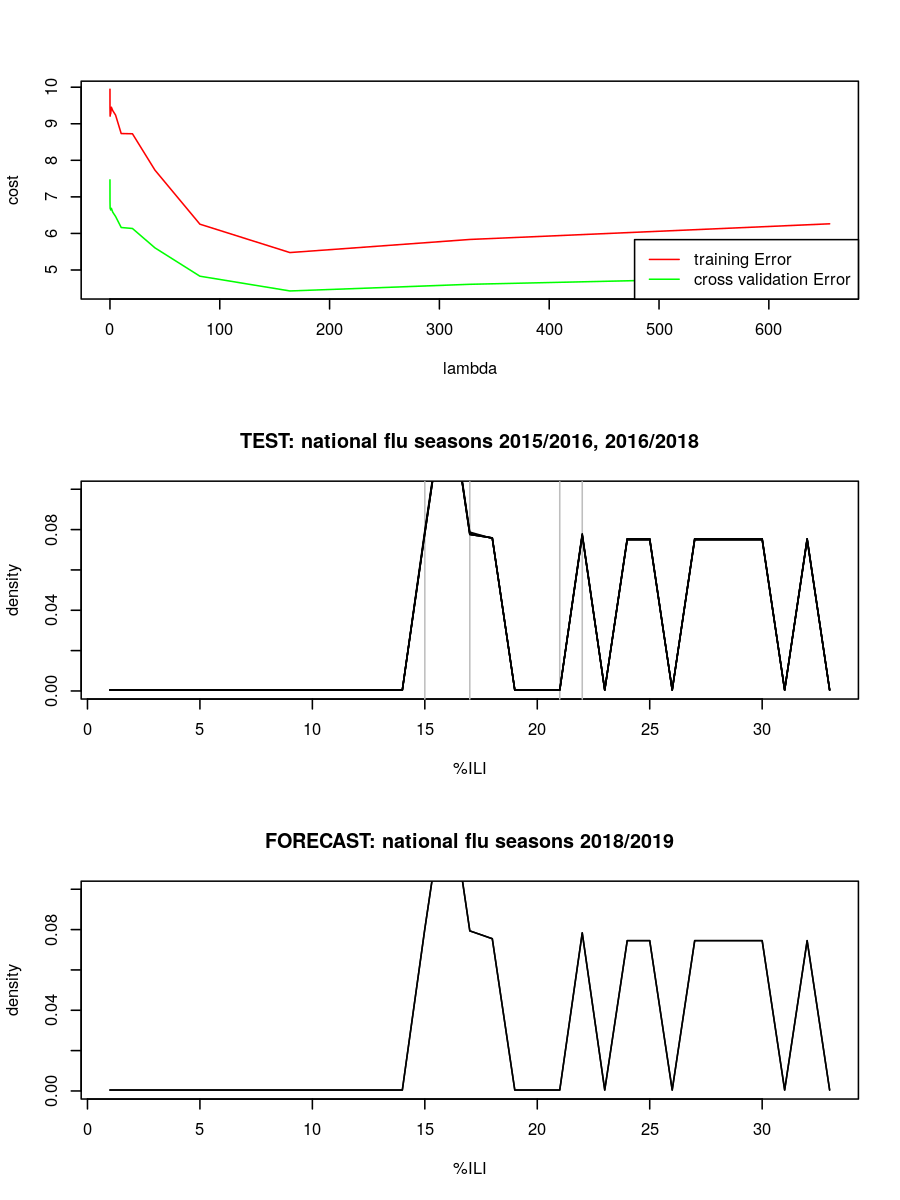 10
9
8
7
6
5
cost
training Error
cross validation Error
0 100 200 300 400 500 600
lambda
TEST: national flu seasons 2015/2016, 2016/2018
0.08
0.04
0.00
density
0 5 10 15 20 25 30
%ILI
FORECAST: national flu seasons 2018/2019
0.08
0.04
0.00
density
0 5 10 15 20 25 30
%ILI